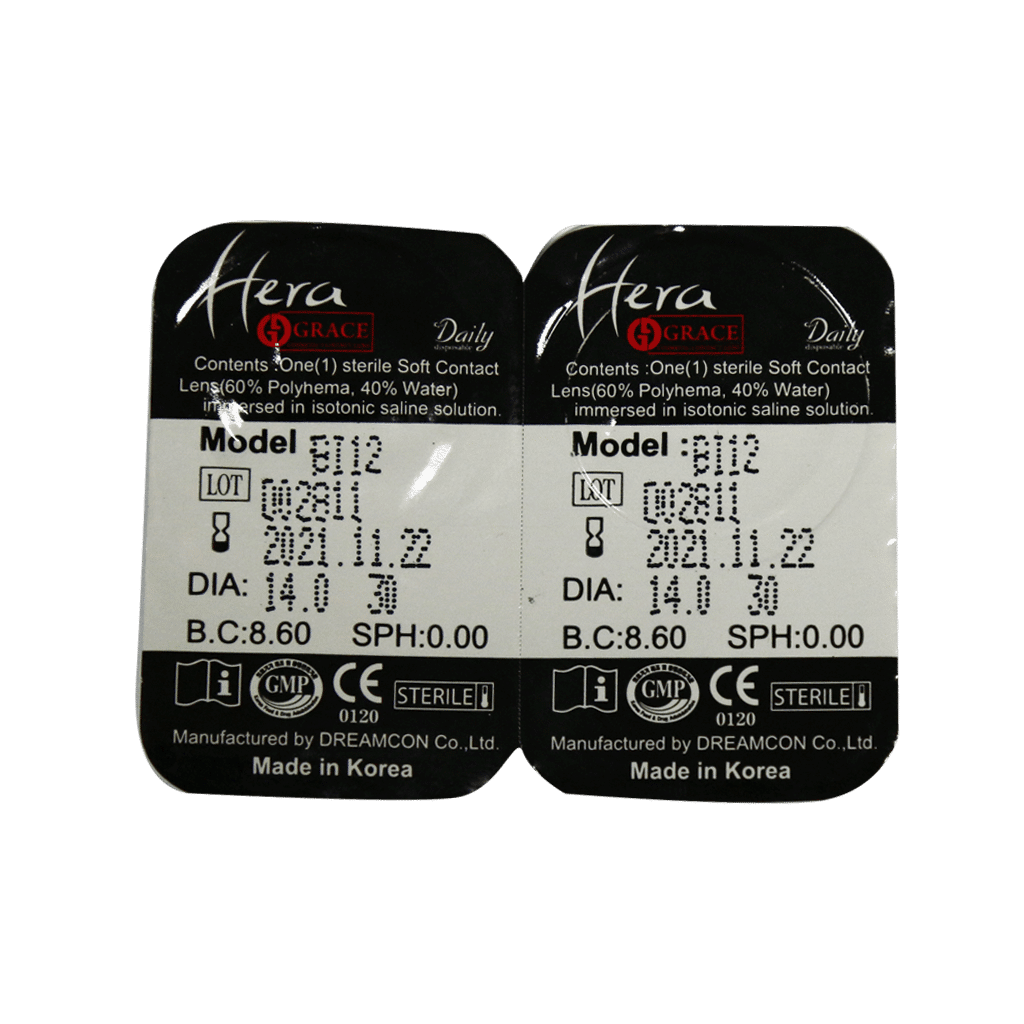 Hera
GRACE
Daily
disposable
Contents :One(1) sterile Soft Contact
Lens(60% Polyhema, 40% Water)
immersed in isotonic saline solution.
Model BI12
LOT
2021.11.22
DIA: 14.0 30
B.C:8.60 SPH:0.00
GMP
CE
0120
STERILE
Manufactured by DREAMCON Co.,Ltd.
Made in Korea
Hera
GRACE
Daily
disposable
Contents :One(1) sterile Soft Contact
Lens(60% Polyhema, 40% Water)
immersed in isotonic saline solution.
Model :BI12
LOT
2021.11.22
DIA: 14.0 30
B.C:8.60 SPH:0.00
GMP
CE
0120
STERILE
Manufactured by DREAMCON Co.,Ltd.
Made in Korea